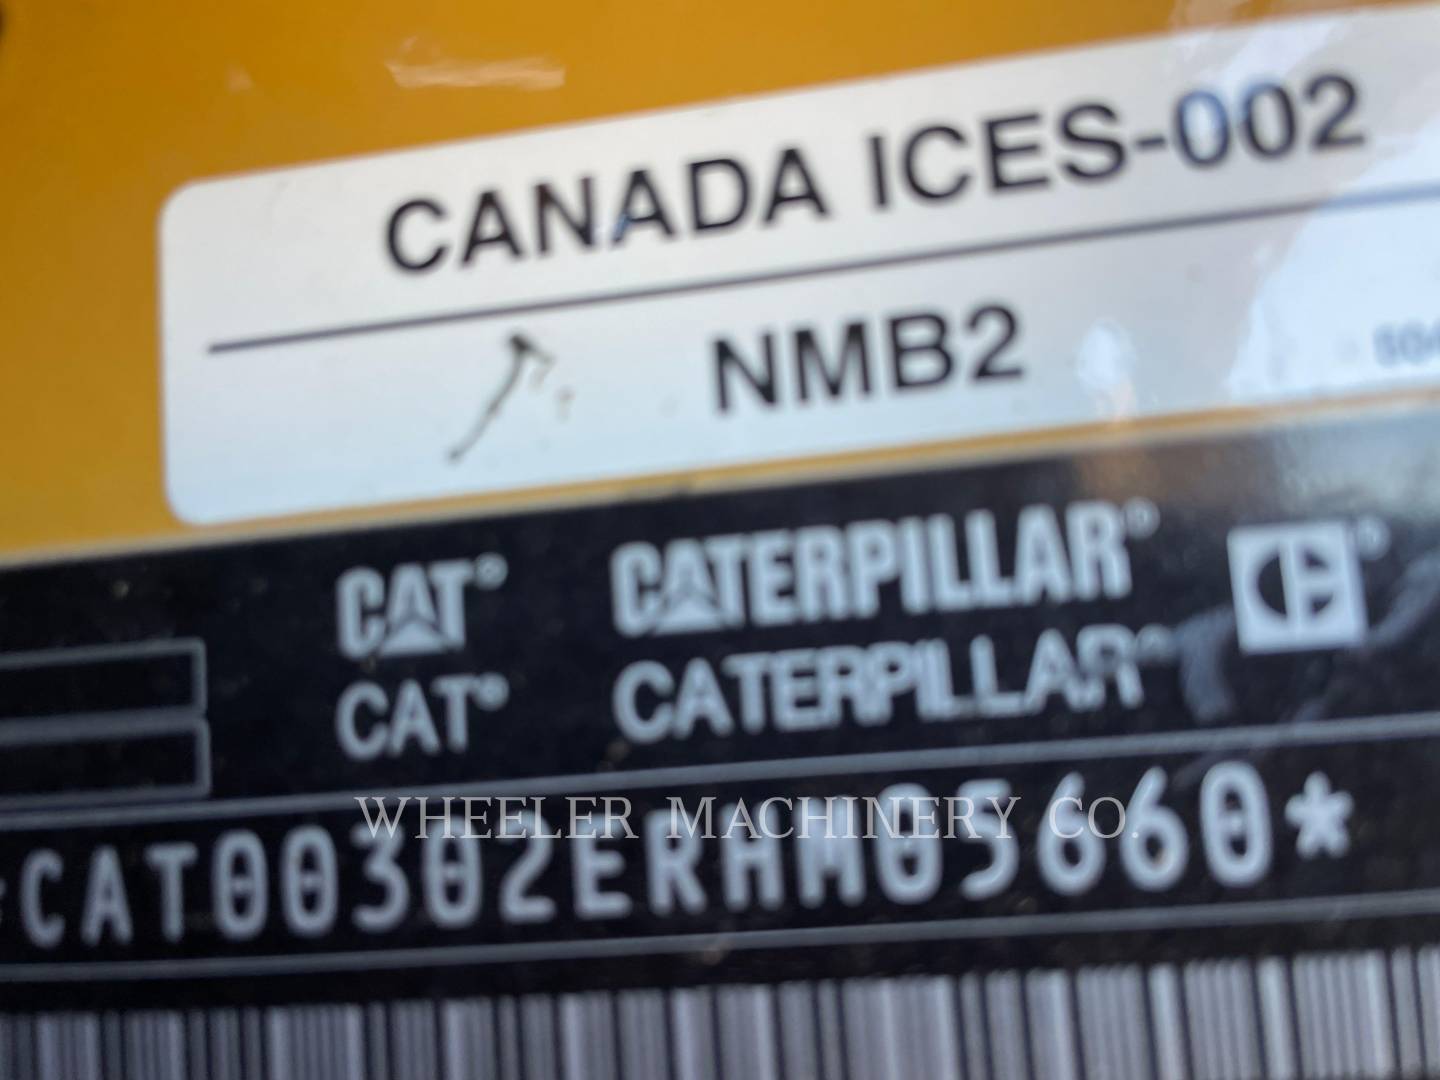 CANADA ICES-002
NMB2
CAT® CATERPILLAR®
CAT® CATERPILLAR®
WHEELER MACHINERY CO.
*CAT00302ERHM05660*